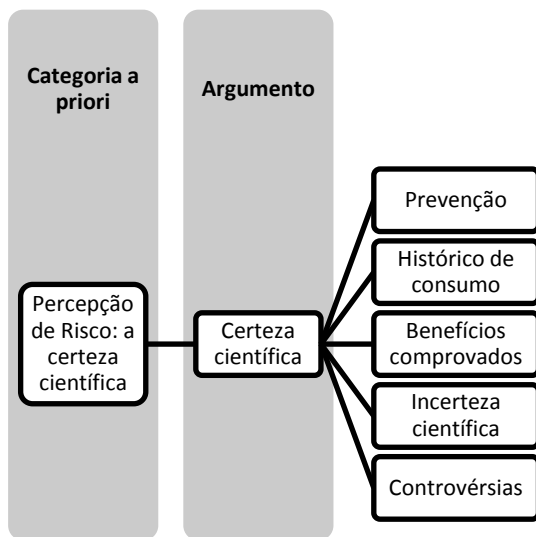 Categoria a
priori
Argumento
Percepção
de Risco: a
certeza
científica
Certeza
científica
Prevenção
Histórico de
consumo
Benefícios
comprovados
Incerteza
científica
Controvérsias